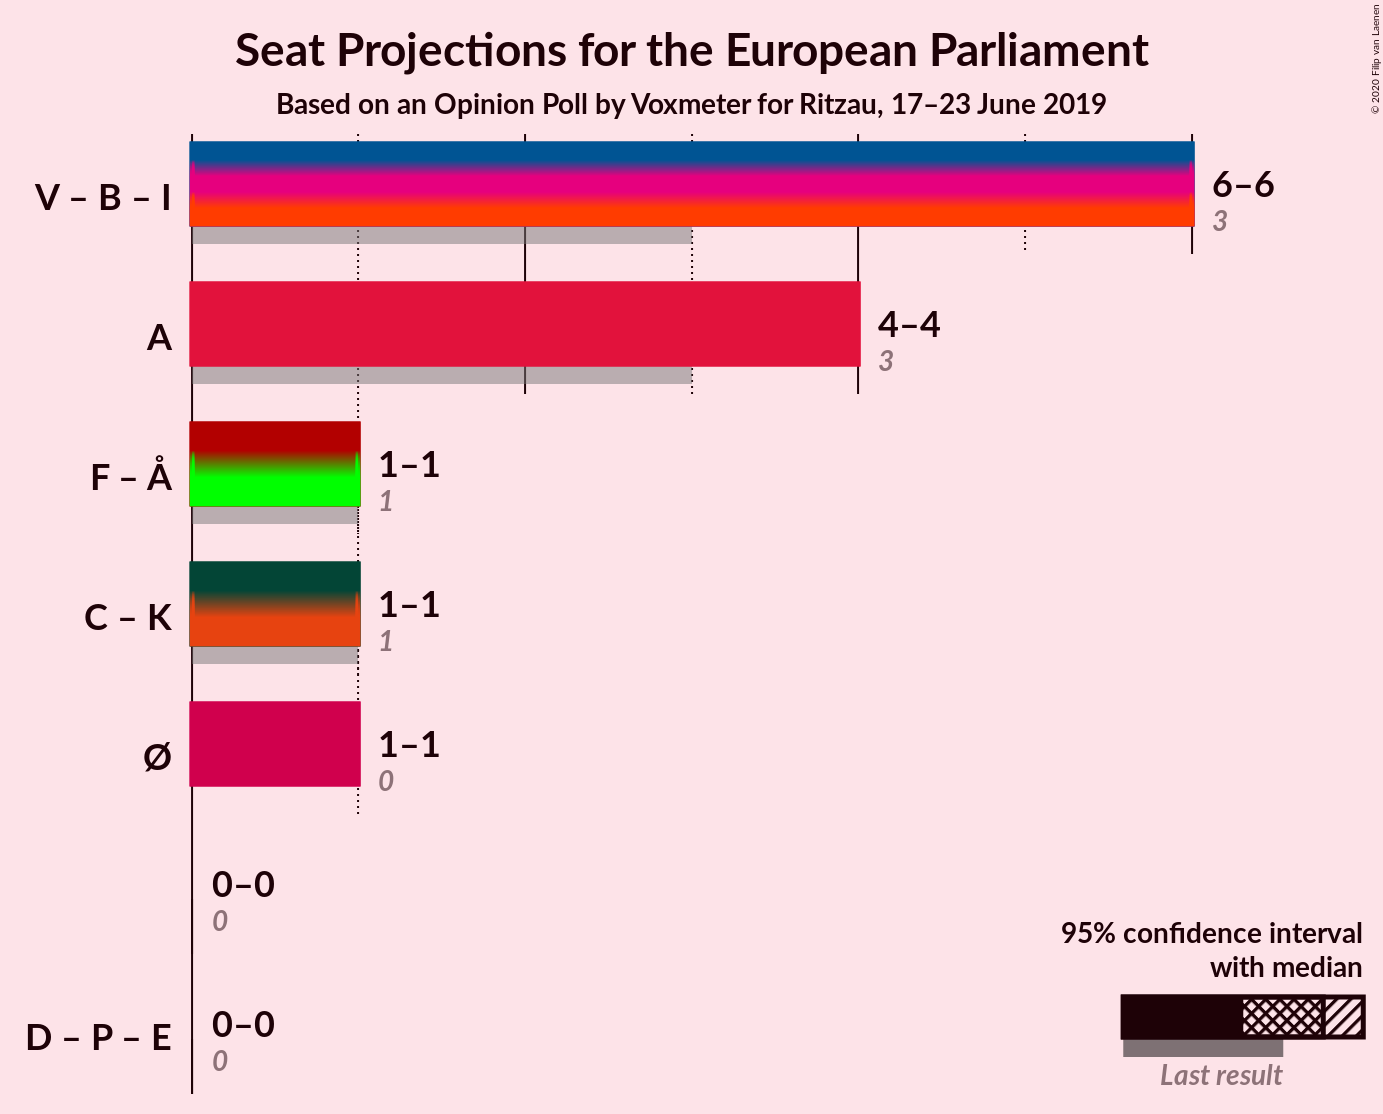 Seat Projections for the European Parliament
Based on an Opinion Poll by Voxmeter for Ritzau, 17–23 June 2019
© 2020 Filip van Laenen
V – B – I
6–6
3
A
4–4
3
F – Å
1–1
1
C – K
1–1
1
Ø
1–1
0
0–0
0
D – P – E
0–0
0
95% confidence interval
with median
Last result